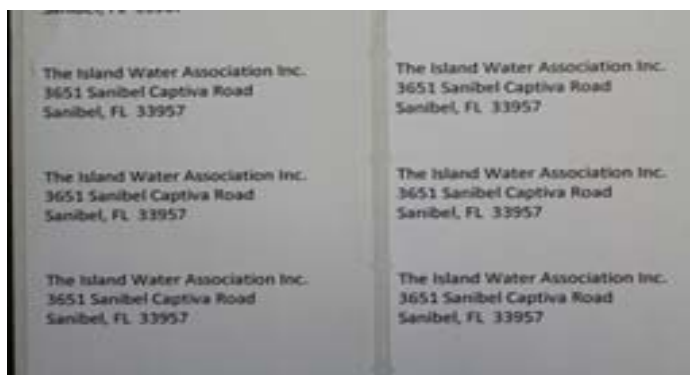 The Island Water Association Inc.
3651 Sanibel Captiva Road
Sanibel, FL 33957
The Island Water Association Inc.
3651 Sanibel Captiva Road
Sanibel, FL 33957
The Island Water Association Inc.
3651 Sanibel Captiva Road
Sanibel, FL 33957
The Island Water Association Inc.
3651 Sanibel Captiva Road
Sanibel, FL 33957
The Island Water Association Inc.
3651 Sanibel Captiva Road
Sanibel, FL 33957
The Island Water Association Inc.
3651 Sanibel Captiva Road
Sanibel, FL 33957